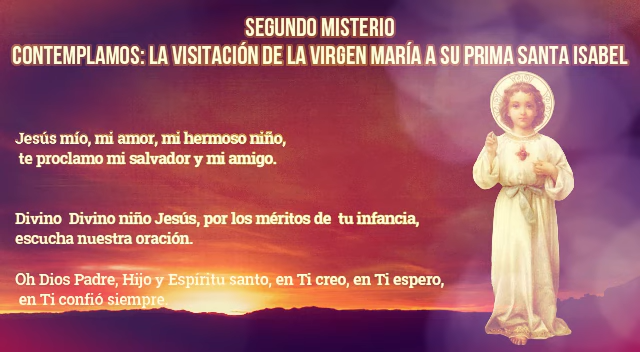 SEGUNDO MISTERIO
CONTEMPLAMOS: LA VISITACIÓN DE LA VIRGEN MARÍA A SU PRIMA SANTA ISABEL
Jesús mío, mi amor, mi hermoso niño,
te proclamo mi salvador y mi amigo.
Divino Divino niño Jesús, por los méritos de tu infancia,
escucha nuestra oración.
Oh Dios Padre, Hijo y Espíritu santo, en Ti creo, en Ti espero,
en Ti confió siempre.